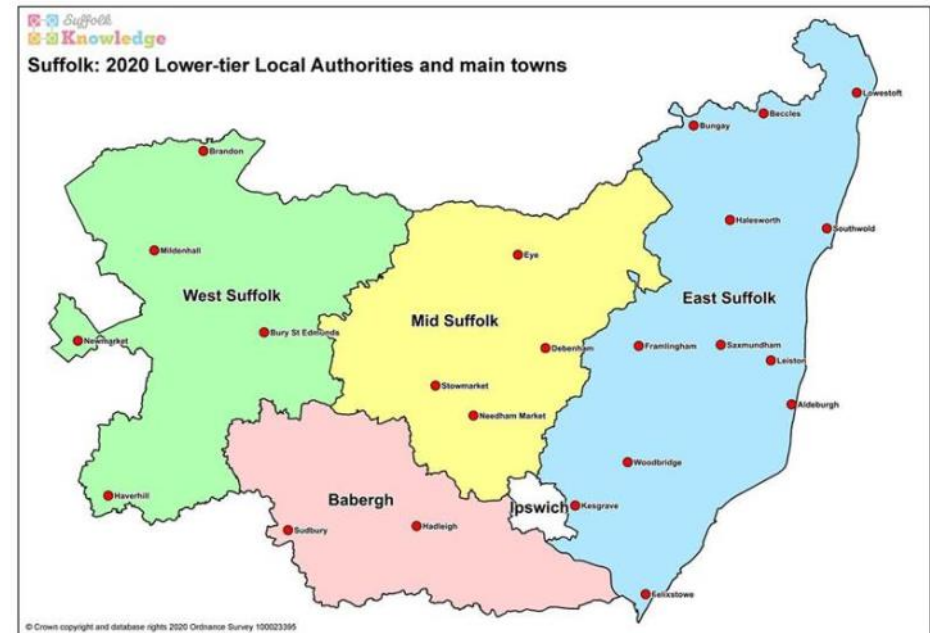 Suffolk
Knowledge
Suffolk: 2020 Lower-tier Local Authorities and main towns
Lowestoft
Beccles
Bungay
Brandon
Halesworth
Southwold
Mildenhall
Eye
West Suffolk
East Suffolk
Mid Suffolk
Bury St Edmunds
Newmarket
Debenham
Framlingham
Saxmundham
Leiston
Stowmarket
Aldeburgh
Needham Market
Woodbridge
Haverhill
Babergh
Ipswich
Kesgrave
Sudbury
Hadleigh
Felixstowe
© Crown copyright and database rights 2020 Ordnance Survey 100023395